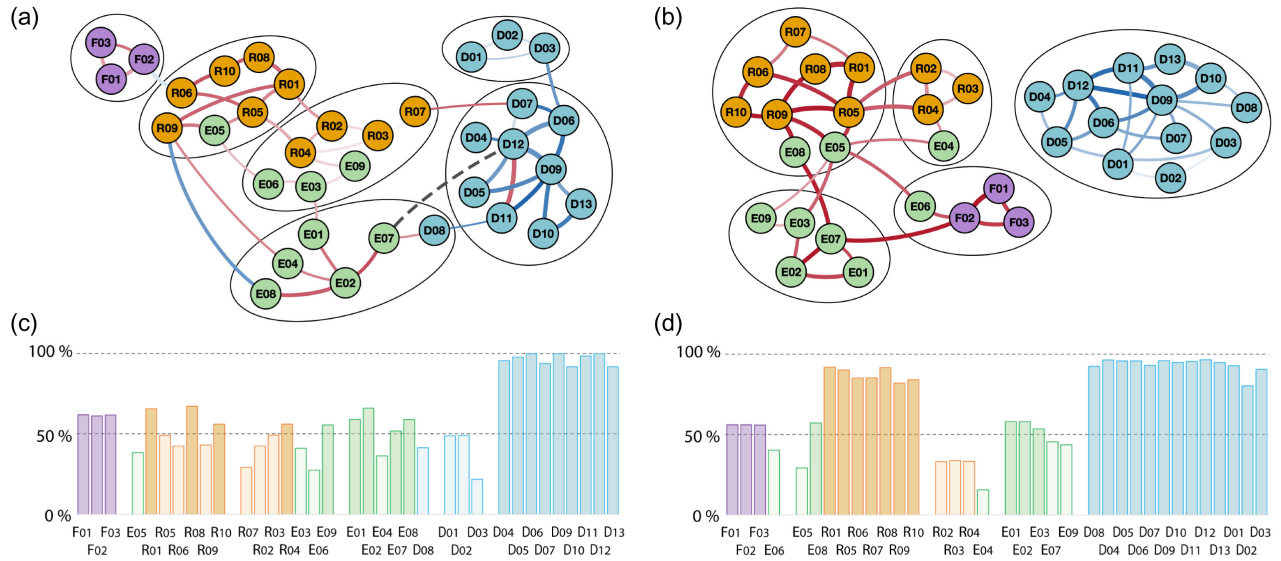 (a)
F03
F02
F01
R10
R08
R01
R06
R05
R09
E05
R02
R03
R04
E09
E06
E03
R07
D02
D01
D03
D07
D06
D04
D12
D09
D05
D13
D11
D10
E01
E07
D08
E04
E02
E08
(b)
R07
R06
R08
R01
R10
R09
R05
E08
E05
R02
R03
R04
E04
D11
D13
D10
D12
D04
D09
D08
D06
D07
D05
D03
D01
D02
E06
F01
F02
F03
E09
E03
E07
E02
E01
(c)
100 %
50 %
0 %
F01 F03 E05 R05 R08 R10 R07 R03 E03 E09 E01 E04 E08 D01 D03 D04 D06 D09 D11 D13
F02 R01 R06 R09 R02 R04 E06 E02 E07 D08 D02 D05 D07 D10 D12
(d)
100 %
50 %
0 %
F01 F03 E05 R01 R06 R08 R10 R02 R04 E01 E03 E09 D08 D05 D07 D10 D12 D01 D03
F02 E06 E08 R05 R07 R09 R03 E04 E02 E07 D04 D06 D09 D11 D13 D02